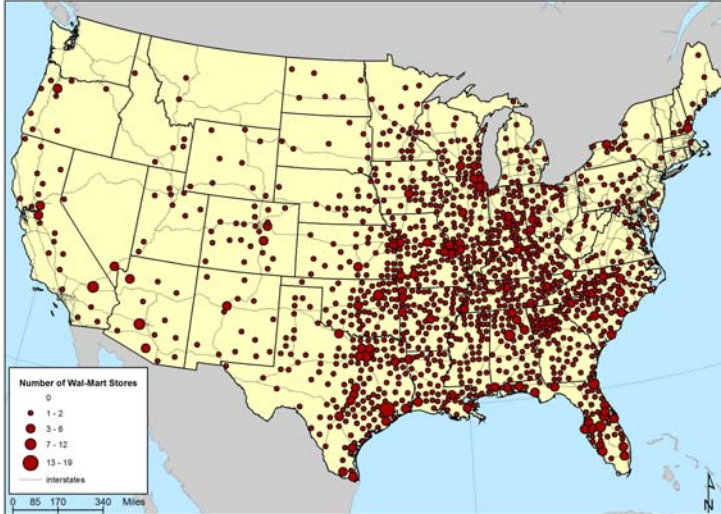 Number of Wal-Mart Stores
0
1 - 2
3 - 6
7 - 12
13 - 19
interstates
0 85 170 340 Miles
N